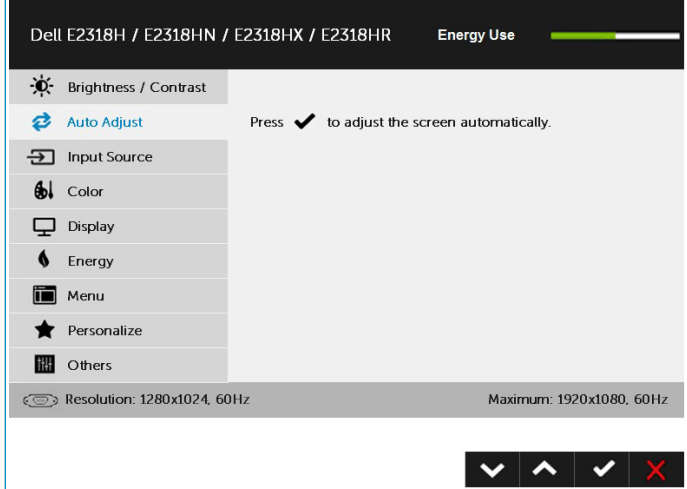 Dell E2318H / E2318HN / E2318HX / E2318HR Energy Use
Brightness / Contrast
Auto Adjust
Press to adjust the screen automatically.
Input Source
Color
Display
Energy
Menu
Personalize
Others
Resolution: 1280x1024, 60Hz Maximum: 1920x1080, 60Hz